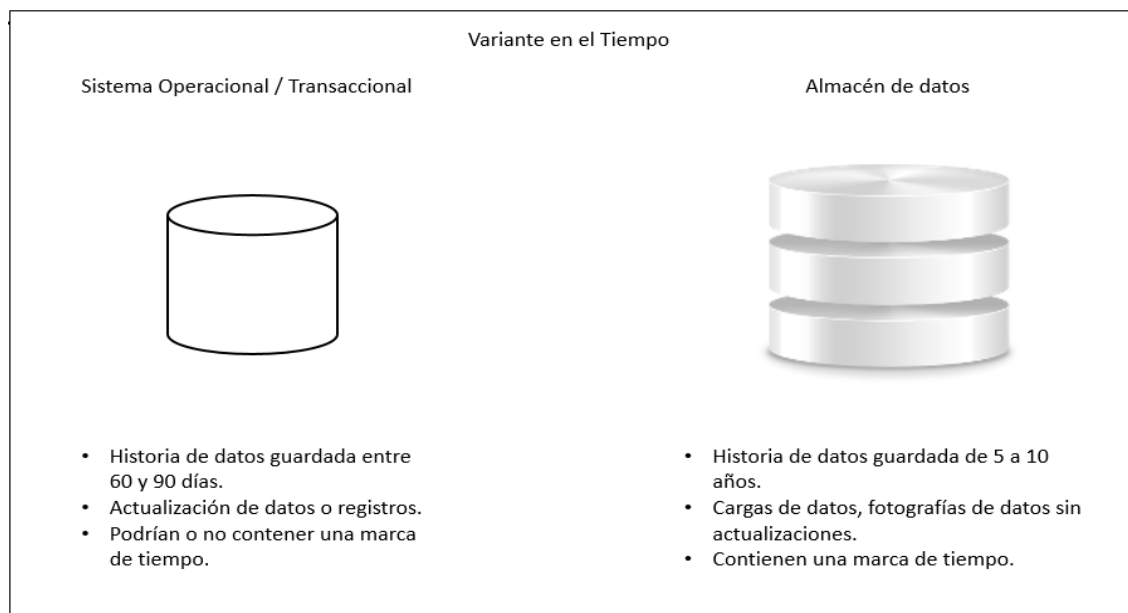 Variante en el Tiempo
Sistema Operacional / Transaccional
Almacén de datos
• Historia de datos guardada entre
60 y 90 días.
• Actualización de datos o registros.
• Podrían o no contener una marca
de tiempo.
• Historia de datos guardada de 5 a 10
años.
• Cargas de datos, fotografías de datos sin
actualizaciones.
• Contienen una marca de tiempo.